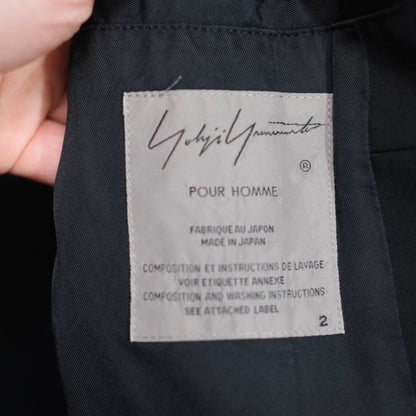 Yohji Yamamoto
®
POUR HOMME
FABRIQUE AU JAPON
MADE IN JAPAN
COMPOSITION ET INSTRUCTIONS DE LAVAGE
VOIR ETIQUETTE ANNEXE
COMPOSITION AND WASHING INSTRUCTIONS
SEE ATTACHED LABEL
2